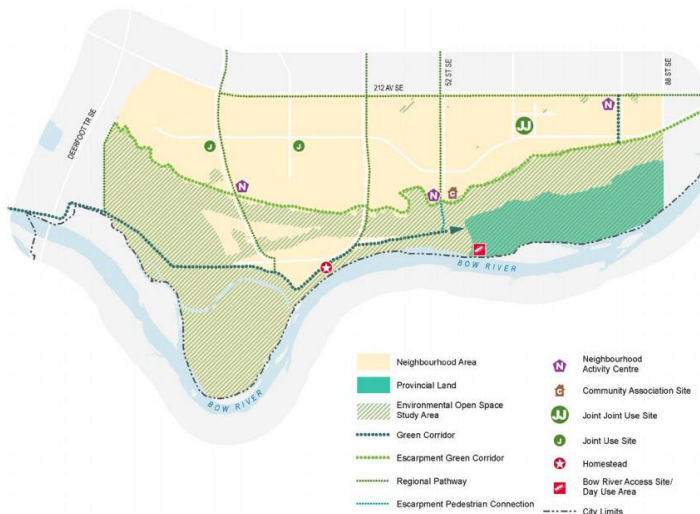 DEERFOOT TR SE
212 AV SE
52 ST SE
88 ST SE
N
J
J
JJ
N
N
C
BOW RIVER
BOW RIVER
Neighbourhood Area
Provincial Land
Environmental Open Space
Study Area
Green Corridor
Escarpment Green Corridor
Regional Pathway
Escarpment Pedestrian Connection
N
Neighbourhood
Activity Centre
C
Community Association Site
JJ
Joint Joint Use Site
J
Joint Use Site
Homestead
Bow River Access Site/
Day Use Area
City Limits